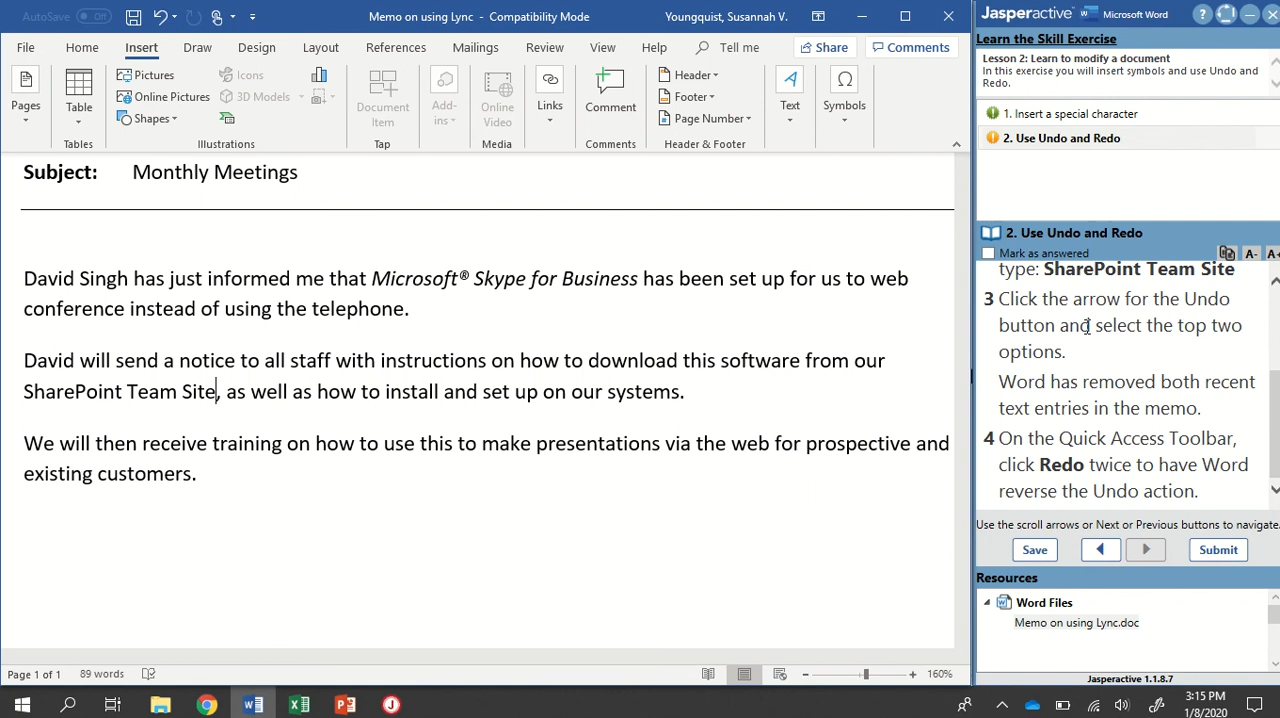 AutoSave Off Memo on using Lync - Compatibility Mode Youngquist, Susannah V.
File Home Insert Draw Design Layout References Mailings Review View Help Tell me Share Comments
Pages
Table
Tables
Pictures
Online Pictures
Shapes
Icons
3D Models
Illustrations
Document
Item
Tap
Add-
ins
Online
Video
Media
Links
Comment
Comments
Header
Footer
Page Number
Header & Footer
Text
Symbols
Subject: Monthly Meetings
David Singh has just informed me that Microsoft® Skype for Business has been set up for us to web
conference instead of using the telephone.
David will send a notice to all staff with instructions on how to download this software from our
SharePoint Team Site, as well as how to install and set up on our systems.
We will then receive training on how to use this to make presentations via the web for prospective and
existing customers.
Page 1 of 1 89 words 160%
Jasperactive Microsoft Word
Learn the Skill Exercise
Lesson 2: Learn to modify a document
In this exercise you will insert symbols and use Undo and
Redo.
1. Insert a special character
2. Use Undo and Redo
2. Use Undo and Redo
Mark as answered A- A+
type: SharePoint Team Site
3 Click the arrow for the Undo
button and select the top two
options.
Word has removed both recent
text entries in the memo.
4 On the Quick Access Toolbar,
click Redo twice to have Word
reverse the Undo action.
Use the scroll arrows or Next or Previous buttons to navigate.
Save Submit
Resources
Word Files
Memo on using Lync.doc
Jasperactive 1.1.8.7
3:15 PM
1/8/2020